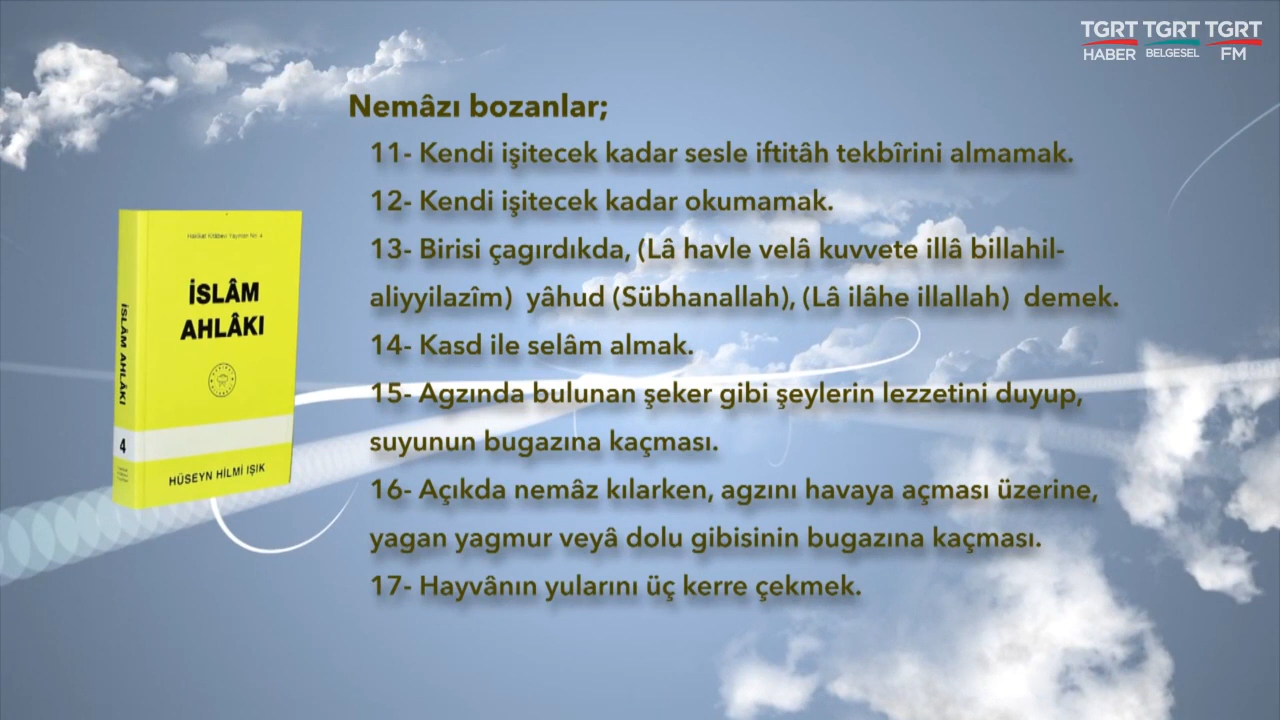 TGRT TGRT TGRT
HABER BELGESEL FM
Nemâzı bozanlar;
11- Kendi işitecek kadar sesle iftitâh tekbîrini almamak.
12- Kendi işitecek kadar okumamak.
13- Birisi çagırdıkda, (Lâ havle velâ kuvvete illâ billahil-
aliyyilazîm) yâhud (Sübhanallah), (Lâ ilâhe illallah) demek.
14- Kasd ile selâm almak.
15- Agzında bulunan şeker gibi şeylerin lezzetini duyup,
suyunun bugazına kaçması.
16- Açıkda nemâz kılarken, agzını havaya açması üzerine,
yagan yagmur veyâ dolu gibisinin bugazına kaçması.
17- Hayvânın yularını üç kerre çekmek.
Hakîkat Kitâbevi Yayınları No: 4
İSLÂM
AHLÂKI
HÜSEYN HİLMİ IŞIK
İSLÂM AHLÂKI
4